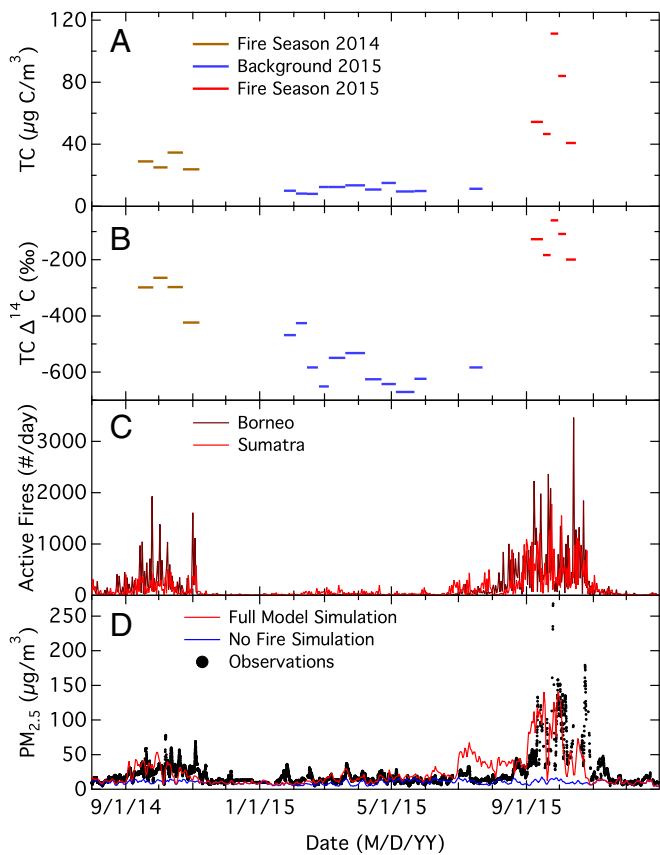 A
TC (µg C/m³)
120
80
40
0
Fire Season 2014
Background 2015
Fire Season 2015
B
TC Δ¹⁴C (‰)
-200
-400
-600
C
Active Fires (#/day)
3000
2000
1000
0
Borneo
Sumatra
D
PM₂.₅ (µg/m³)
250
200
150
100
50
0
Full Model Simulation
No Fire Simulation
Observations
9/1/14
1/1/15
5/1/15
9/1/15
Date (M/D/YY)